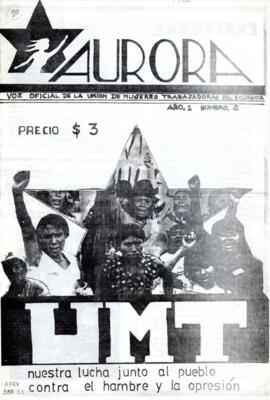 AURORA
VOZ OFICIAL DE LA UNION DE MUJERES TRABAJADORAS DEL ECUADOR
AÑO, 1 NUMERO, 2
PRECIO $ 3
UMT
nuestra lucha junto al pueblo
contra el hambre y la opresión